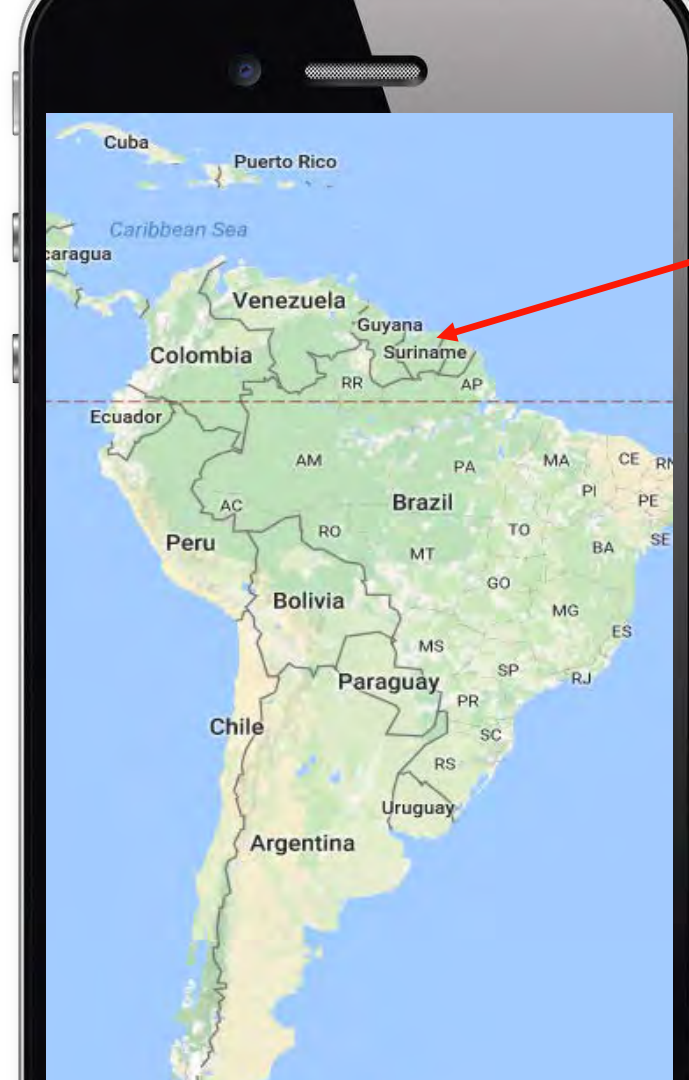 Cuba
Puerto Rico
Caribbean Sea
caragua
Venezuela
Guyana
Suriname
Colombia
RR
AP
Ecuador
AM
PA
MA
CE
RN
PI
PE
AC
Brazil
RO
TO
SE
Peru
MT
BA
GO
Bolivia
MG
ES
MS
SP
RJ
Paraguay
PR
Chile
SC
RS
Uruguay
Argentina